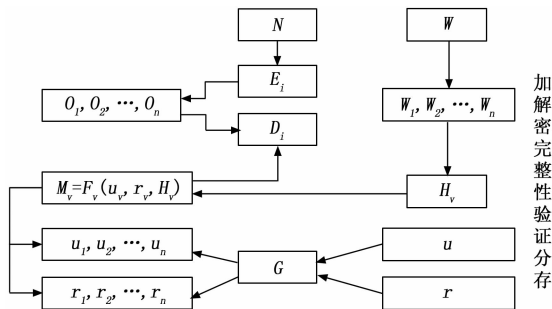 N
W
E_i
O_1, O_2, …, O_n
W_1, W_2, …, W_n
D_i
M_v=F_v(u_v, r_v, H_v)
H_v
u_1, u_2, …, u_n
u
G
r_1, r_2, …, r_n
r
加解密完整性验证分存